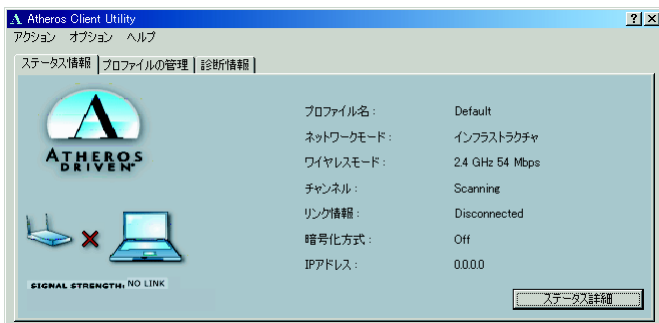 Atheros Client Utility
アクション オプション ヘルプ
ステータス情報 プロファイルの管理 診断情報
ATHEROS
DRIVEN™
プロファイル名 : Default
ネットワークモード : インフラストラクチャ
ワイヤレスモード : 2.4 GHz 54 Mbps
チャンネル : Scanning
リンク情報 : Disconnected
暗号化方式 : Off
IPアドレス : 0.0.0.0
SIGNAL STRENGTH: NO LINK
ステータス詳細